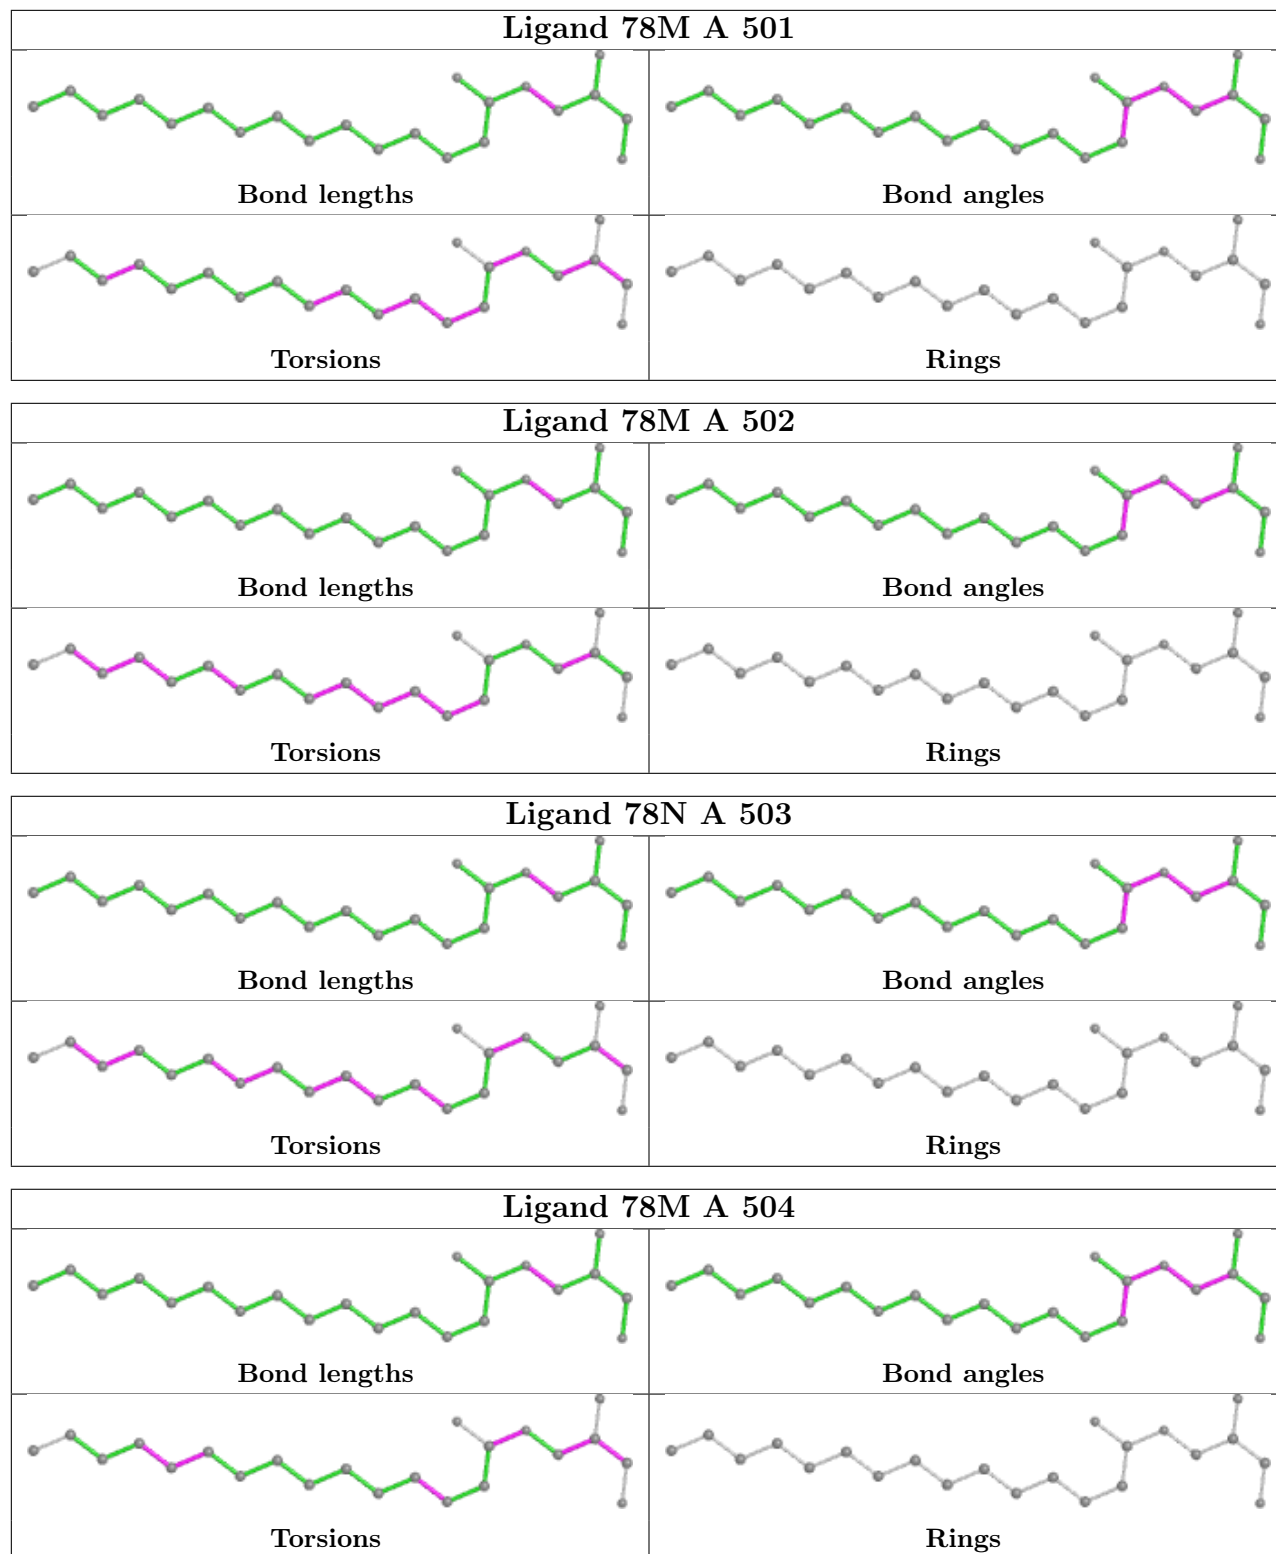 Ligand 78M A 501
Bond lengths
Bond angles
Torsions
Rings
Ligand 78M A 502
Bond lengths
Bond angles
Torsions
Rings
Ligand 78N A 503
Bond lengths
Bond angles
Torsions
Rings
Ligand 78M A 504
Bond lengths
Bond angles
Torsions
Rings